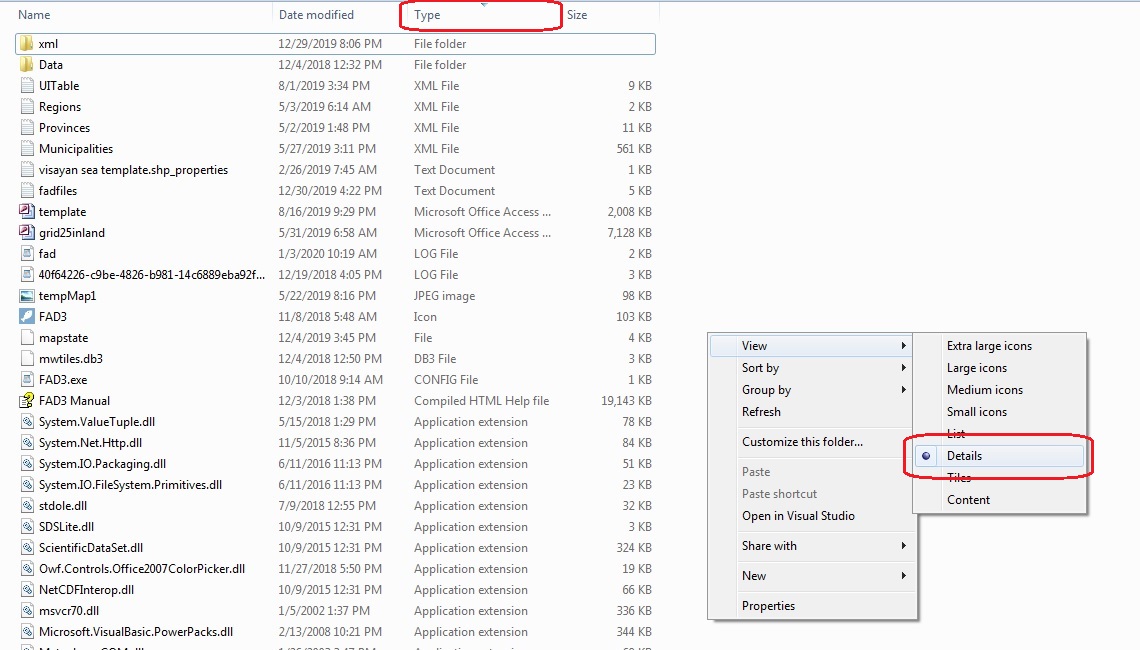 Name Date modified Type Size
xml 12/29/2019 8:06 PM File folder
Data 12/4/2018 12:32 PM File folder
UITable 8/1/2019 3:34 PM XML File 9 KB
Regions 5/3/2019 6:14 AM XML File 2 KB
Provinces 5/2/2019 1:48 PM XML File 11 KB
Municipalities 5/27/2019 3:11 PM XML File 561 KB
visayan sea template.shp_properties 2/26/2019 7:45 AM Text Document 1 KB
fadfiles 12/30/2019 4:22 PM Text Document 5 KB
template 8/16/2019 9:29 PM Microsoft Office Access ... 2,008 KB
grid25inland 5/31/2019 6:58 AM Microsoft Office Access ... 7,128 KB
fad 1/3/2020 10:19 AM LOG File 2 KB
40f64226-c9be-4826-b981-14c6889eba92f... 12/19/2018 4:05 PM LOG File 3 KB
tempMap1 5/22/2019 8:16 PM JPEG image 98 KB
FAD3 11/8/2018 5:48 AM Icon 103 KB
mapstate 12/4/2019 3:45 PM File 4 KB
mwtiles.db3 12/4/2018 12:50 PM DB3 File 3 KB
FAD3.exe 10/10/2018 9:14 AM CONFIG File 1 KB
FAD3 Manual 12/3/2018 1:38 PM Compiled HTML Help file 19,143 KB
System.ValueTuple.dll 5/15/2018 1:29 PM Application extension 78 KB
System.Net.Http.dll 11/5/2015 8:36 PM Application extension 84 KB
System.IO.Packaging.dll 6/11/2016 11:13 PM Application extension 51 KB
System.IO.FileSystem.Primitives.dll 6/11/2016 11:13 PM Application extension 23 KB
stdole.dll 7/9/2018 12:55 PM Application extension 32 KB
SDSLite.dll 10/9/2015 12:31 PM Application extension 3 KB
ScientificDataSet.dll 10/9/2015 12:31 PM Application extension 324 KB
Owf.Controls.Office2007ColorPicker.dll 11/27/2018 5:50 PM Application extension 19 KB
NetCDFInterop.dll 10/9/2015 12:31 PM Application extension 66 KB
msvcr70.dll 1/5/2002 1:37 PM Application extension 336 KB
Microsoft.VisualBasic.PowerPacks.dll 2/13/2008 10:21 PM Application extension 344 KB
View
Sort by
Group by
Refresh
Customize this folder...
Paste
Paste shortcut
Open in Visual Studio
Share with
New
Properties
Extra large icons
Large icons
Medium icons
Small icons
List
Details
Tiles
Content